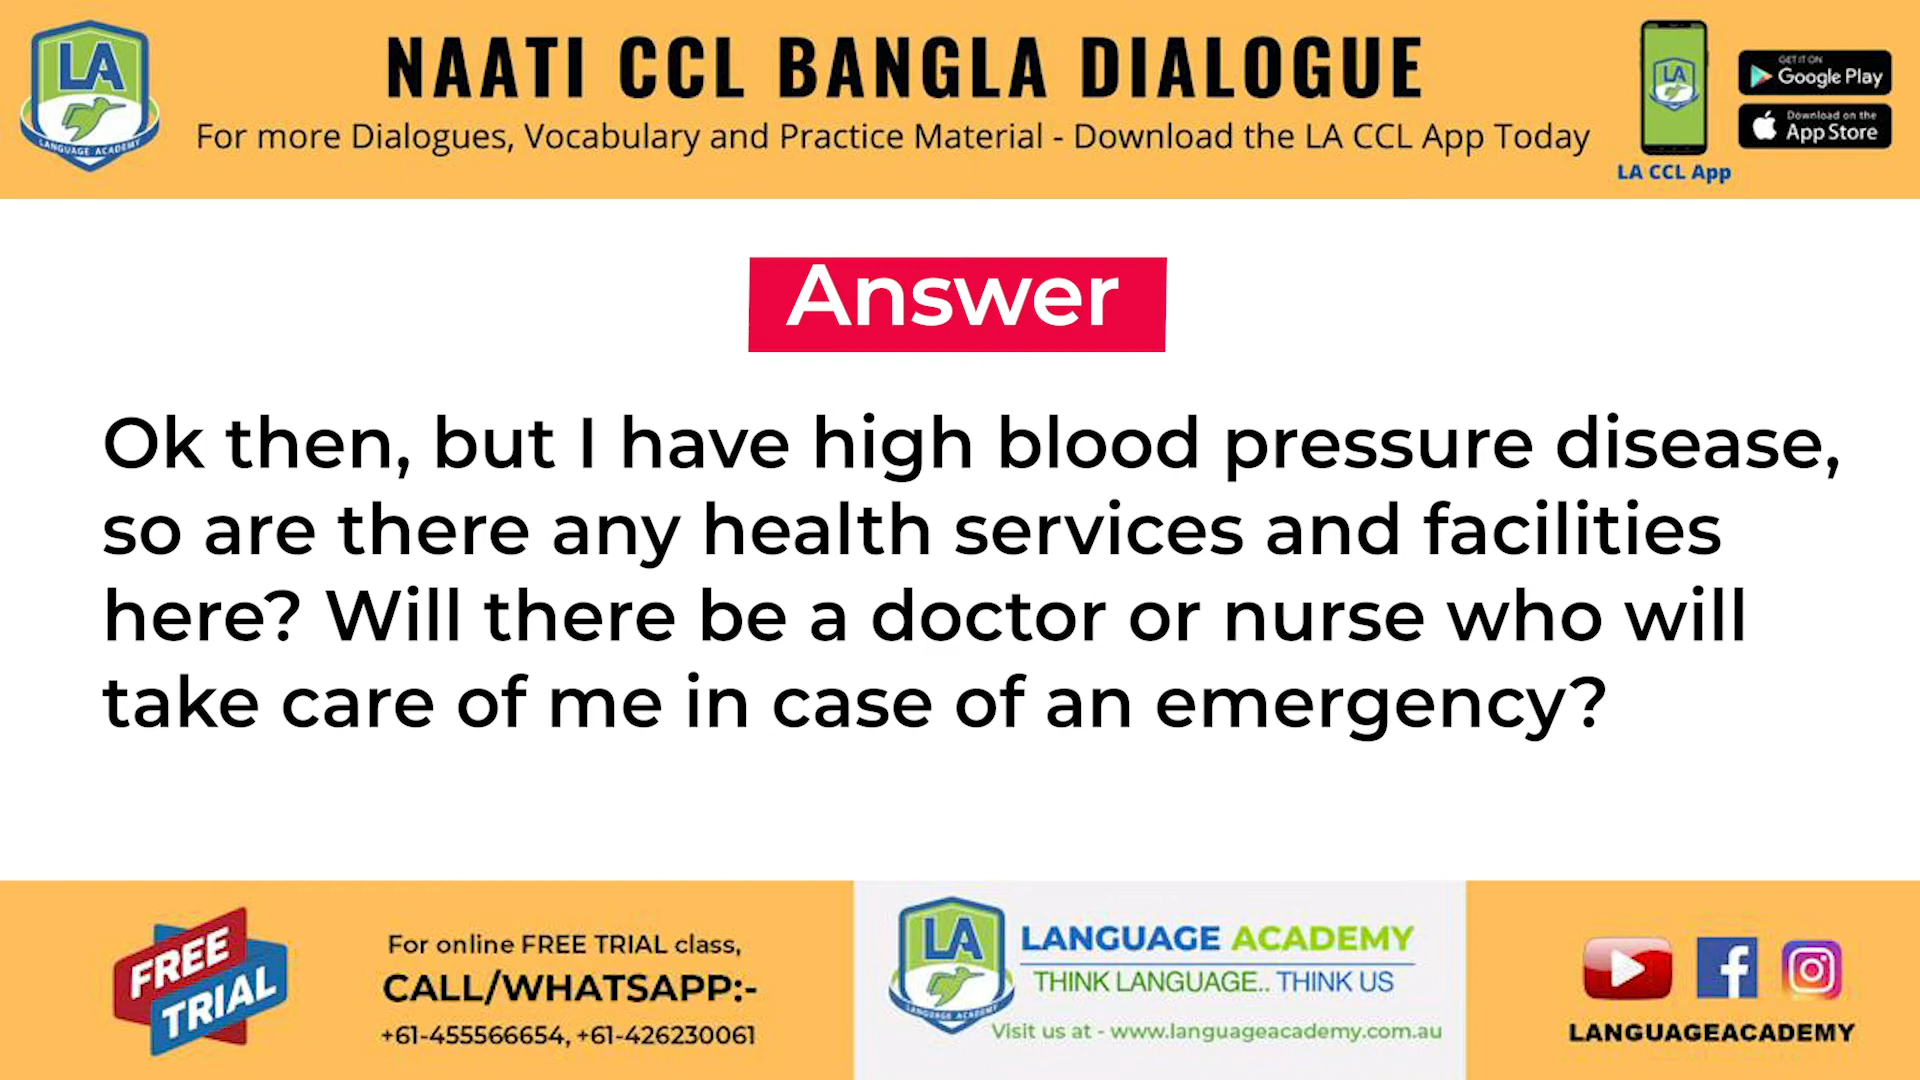 LA
LANGUAGE ACADEMY
NAATI CCL BANGLA DIALOGUE
For more Dialogues, Vocabulary and Practice Material - Download the LA CCL App Today
LA
LA CCL App
GET IT ON
Google Play
Download on the
App Store
Answer
Ok then, but I have high blood pressure disease,
so are there any health services and facilities
here? Will there be a doctor or nurse who will
take care of me in case of an emergency?
FREE
TRIAL
For online FREE TRIAL class,
CALL/WHATSAPP:-
+61-455566654, +61-426230061
LA
LANGUAGE ACADEMY
LANGUAGE ACADEMY
THINK LANGUAGE.. THINK US
Visit us at - www.languageacademy.com.au
LANGUAGEACADEMY